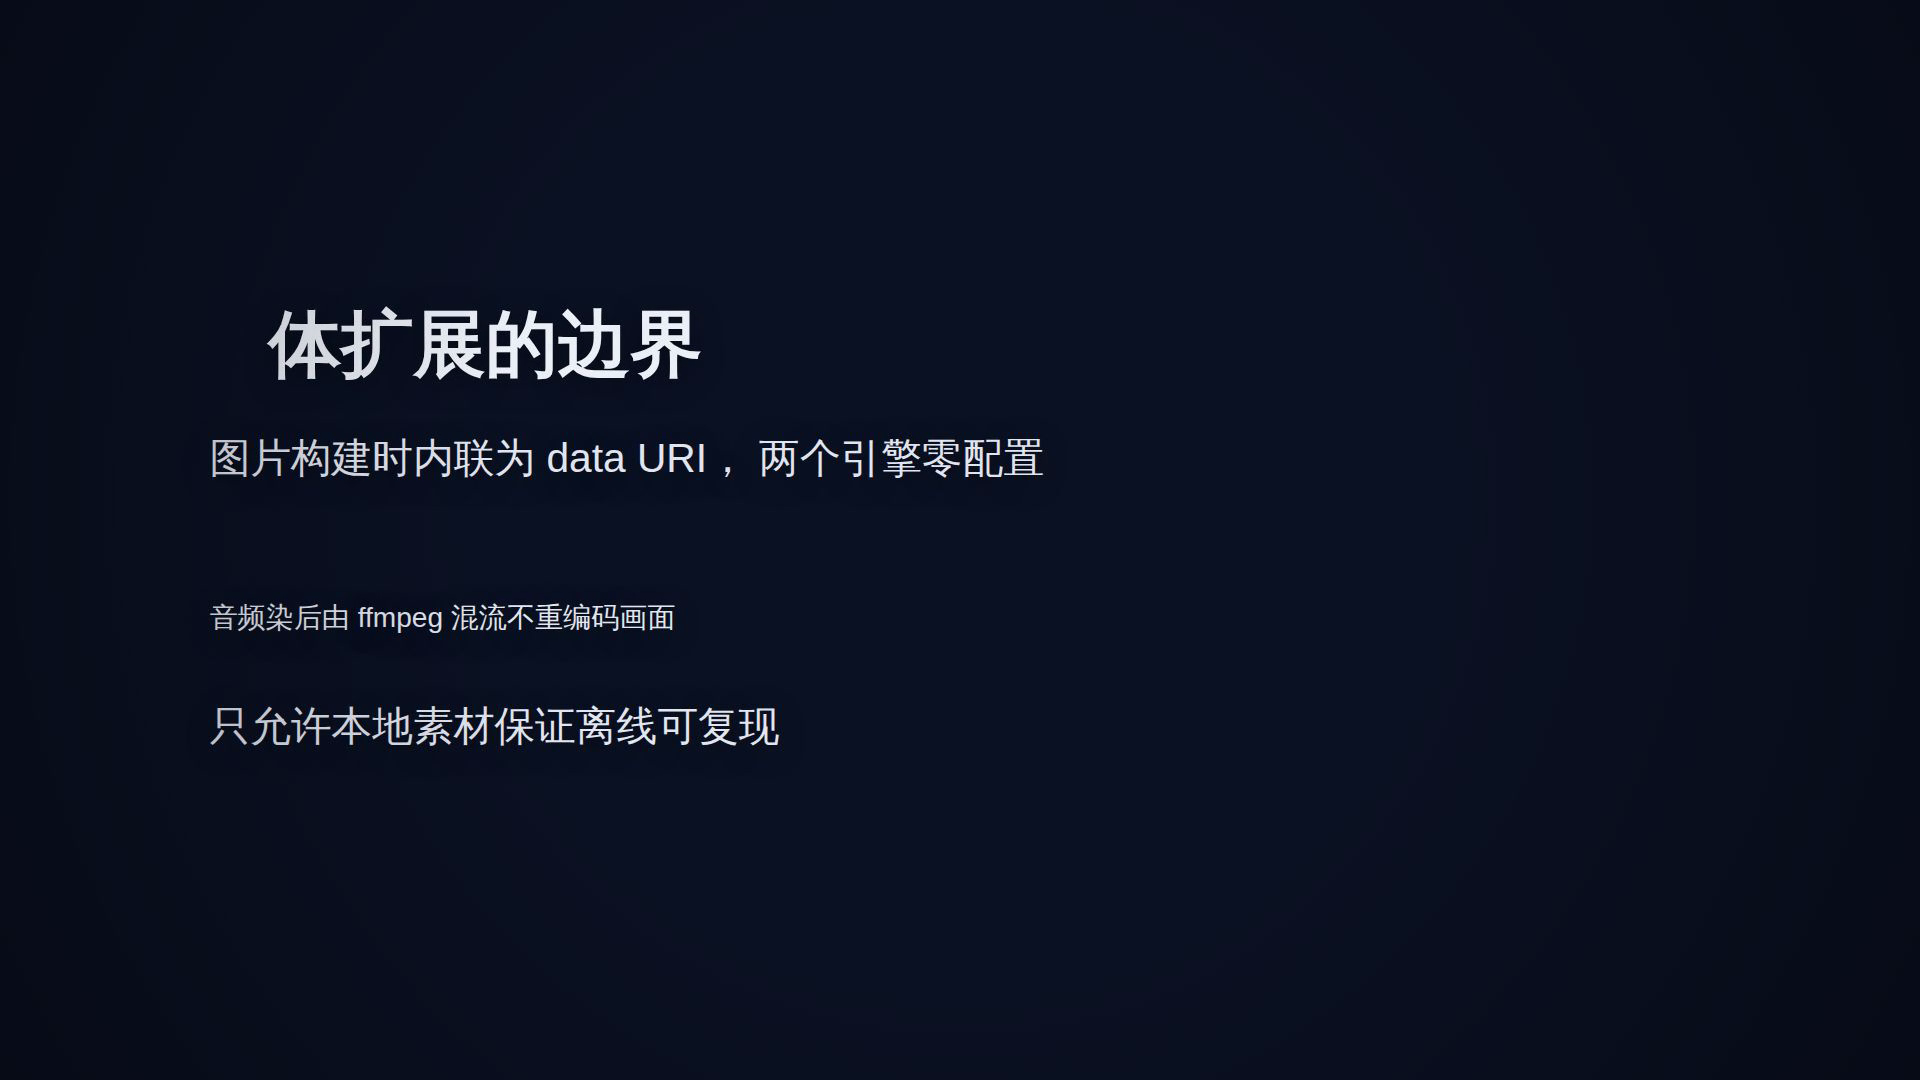 体扩展的边界
图片构建时内联为 data URI， 两个引擎零配置
音频染后由 ffmpeg 混流不重编码画面
只允许本地素材保证离线可复现